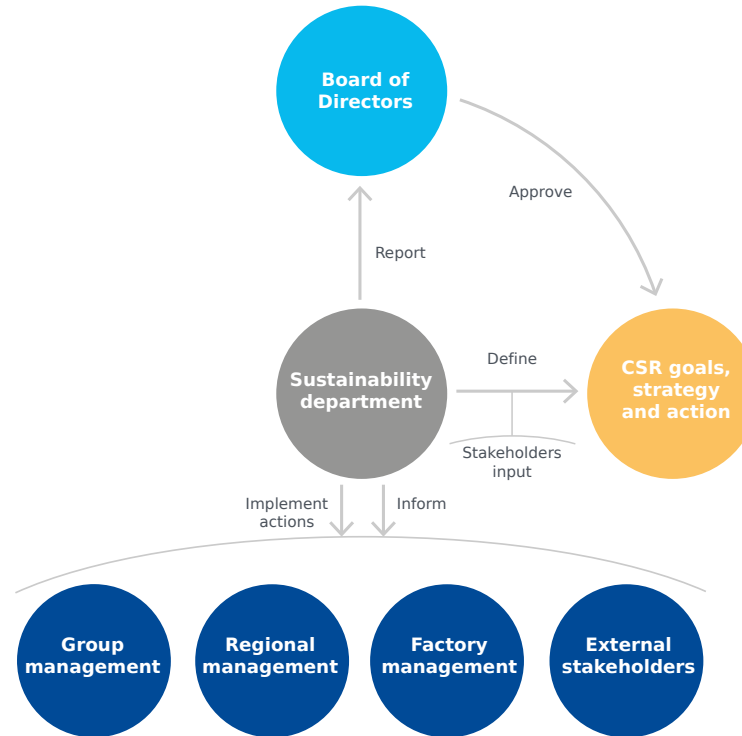 Board of
Directors
Approve
Report
Sustainability
department
Define
CSR goals,
strategy
and action
Stakeholders
input
Implement
actions
Inform
Group
management
Regional
management
Factory
management
External
stakeholders